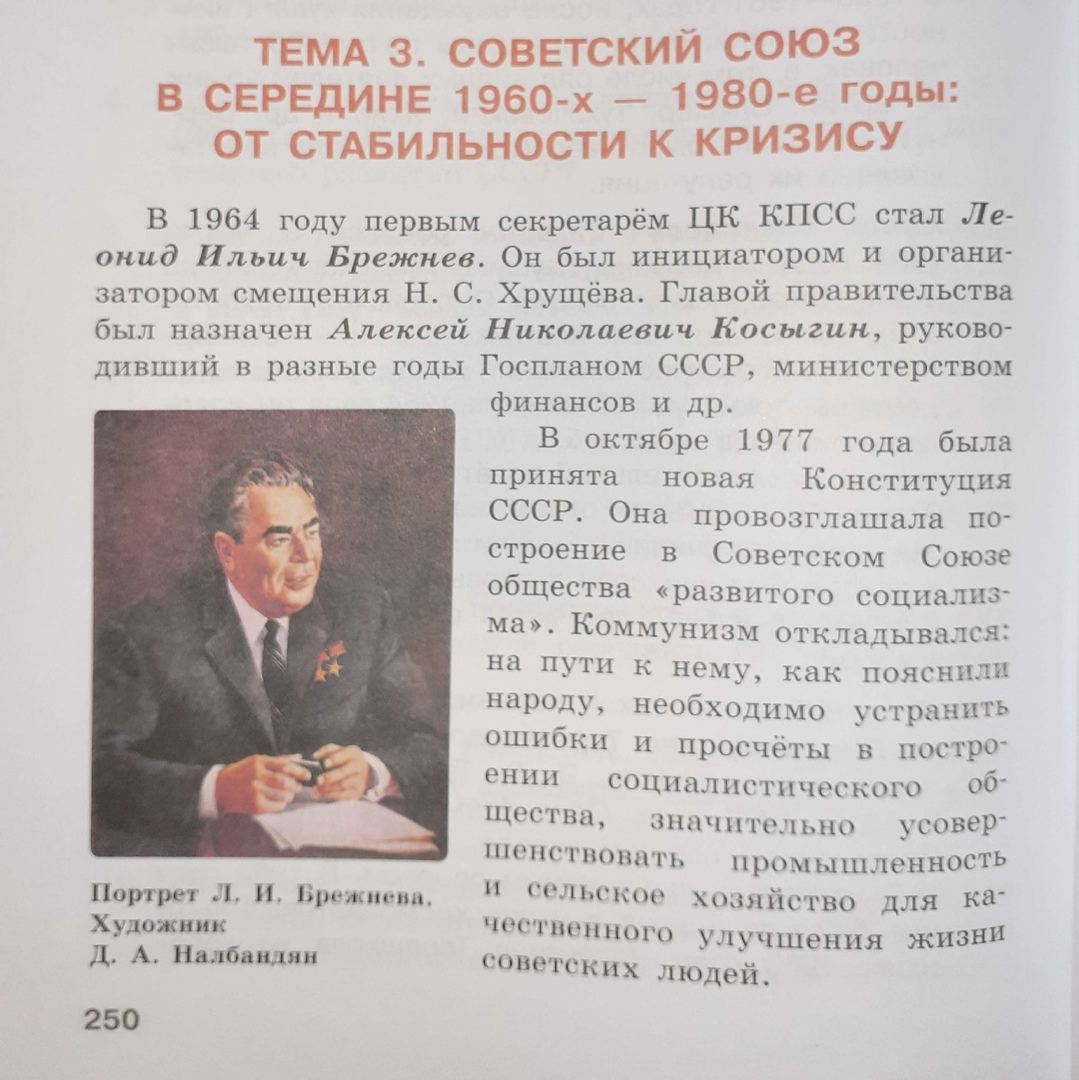 ТЕМА 3. СОВЕТСКИЙ СОЮЗ
В СЕРЕДИНЕ 1960-х — 1980-е годы:
ОТ СТАБИЛЬНОСТИ К КРИЗИСУ
В 1964 году первым секретарём ЦК КПСС стал Ле-
онид Ильич Брежнев. Он был инициатором и органи-
затором смещения Н. С. Хрущёва. Главой правительства
был назначен Алексей Николаевич Косыгин, руково-
дивший в разные годы Госпланом СССР, министерством
финансов и др.
В октябре 1977 года была
принята новая Конституция
СССР. Она провозглашала по-
строение в Советском Союзе
общества «развитого социализ-
ма». Коммунизм откладывался:
на пути к нему, как пояснили
народу, необходимо устранить
ошибки и просчёты в постро-
ении социалистического об-
щества, значительно усовер-
шенствовать промышленность
и сельское хозяйство для ка-
чественного улучшения жизни
советских людей.
Портрет Л. И. Брежнева.
Художник
Д. А. Налбандян
250